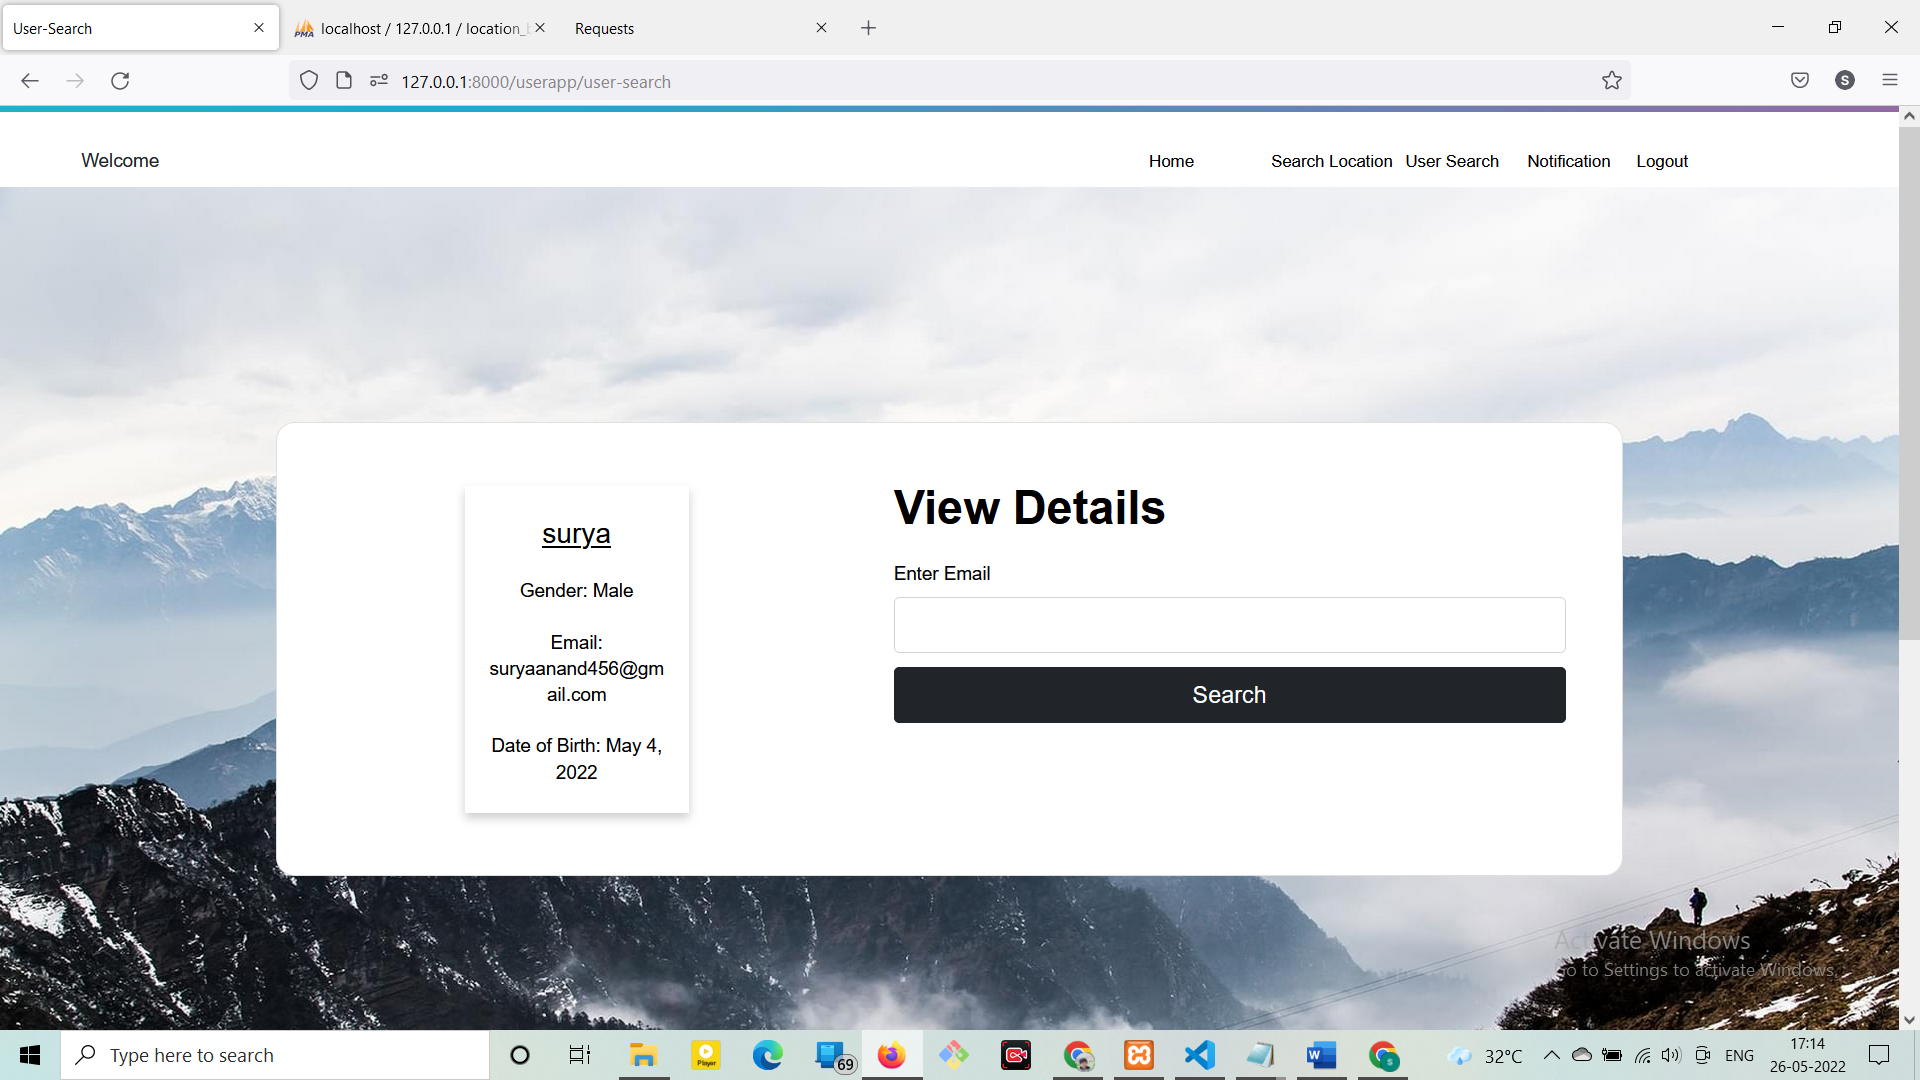 User-Search
localhost / 127.0.0.1 / location_
Requests
127.0.0.1:8000/userapp/user-search
S
Welcome
Home
Search Location
User Search
Notification
Logout
surya
Gender: Male
Email:
suryaanand456@gm
ail.com
Date of Birth: May 4,
2022
View Details
Enter Email
Search
Activate Windows
Go to Settings to activate Windows.
Type here to search
Player
69
W
S
32°C
ENG
17:14
26-05-2022